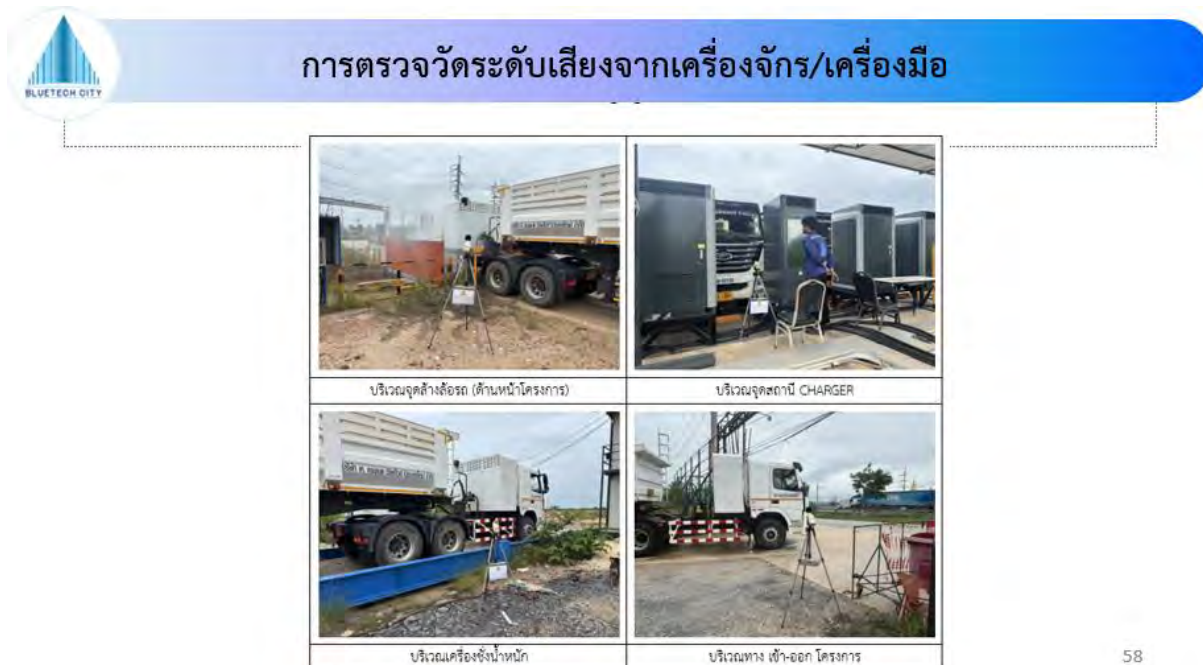 BLUETECH CITY
การตรวจวัดระดับเสียงจากเครื่องจักร/เครื่องมือ
บริเวณจุดล้างล้อรถ (ด้านหน้าโครงการ)
บริเวณจุดสถานี CHARGER
บริเวณเครื่องชั่งน้ำหนัก
บริเวณทาง เข้า-ออก โครงการ
58